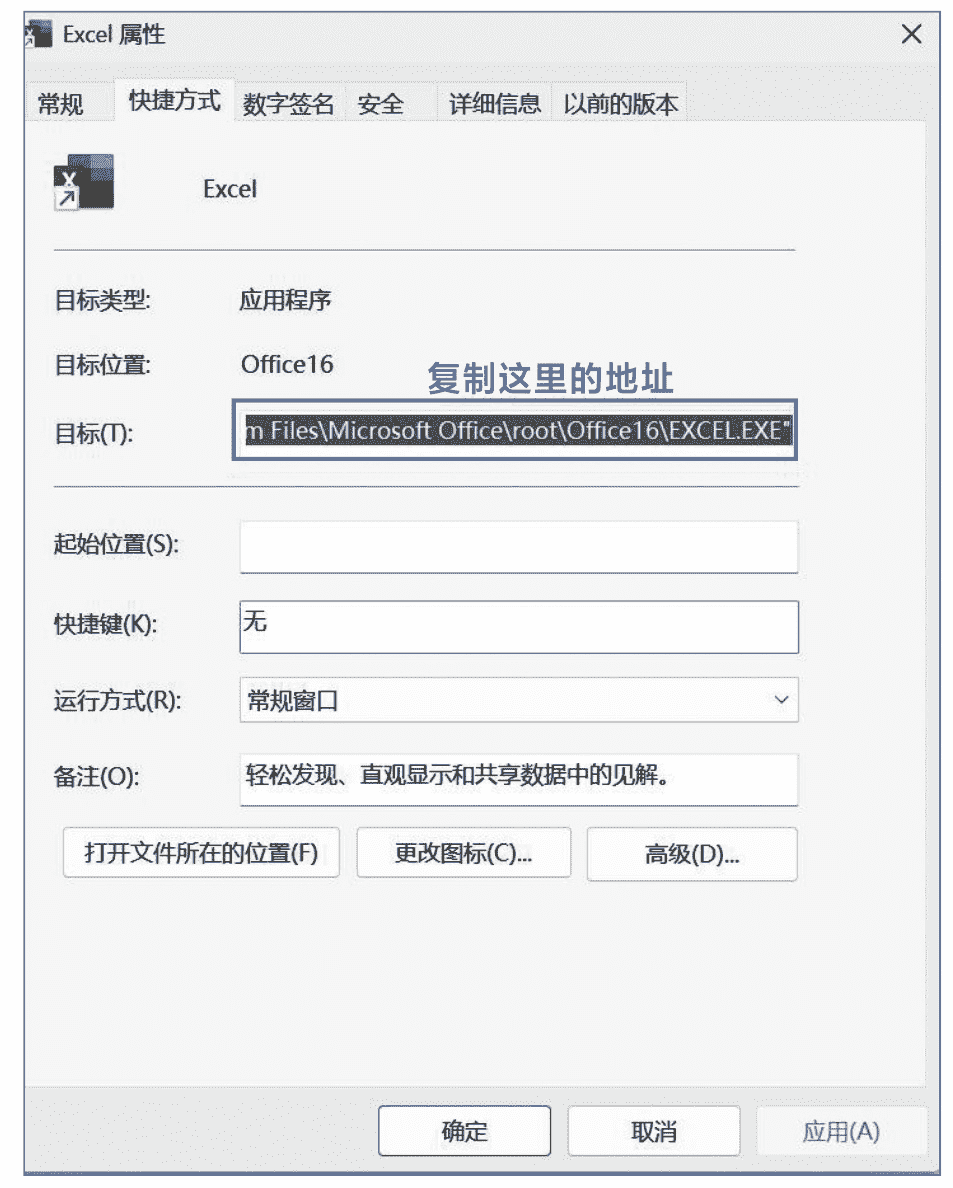 Excel 属性
常规 快捷方式 数字签名 安全 详细信息 以前的版本
Excel
目标类型: 应用程序
目标位置: Office16
复制这里的地址
目标(T): m Files\Microsoft Office\root\Office16\EXCEL.EXE"
起始位置(S):
快捷键(K): 无
运行方式(R): 常规窗口
备注(O): 轻松发现、直观显示和共享数据中的见解。
打开文件所在的位置(F) 更改图标(C)... 高级(D)...
确定 取消 应用(A)